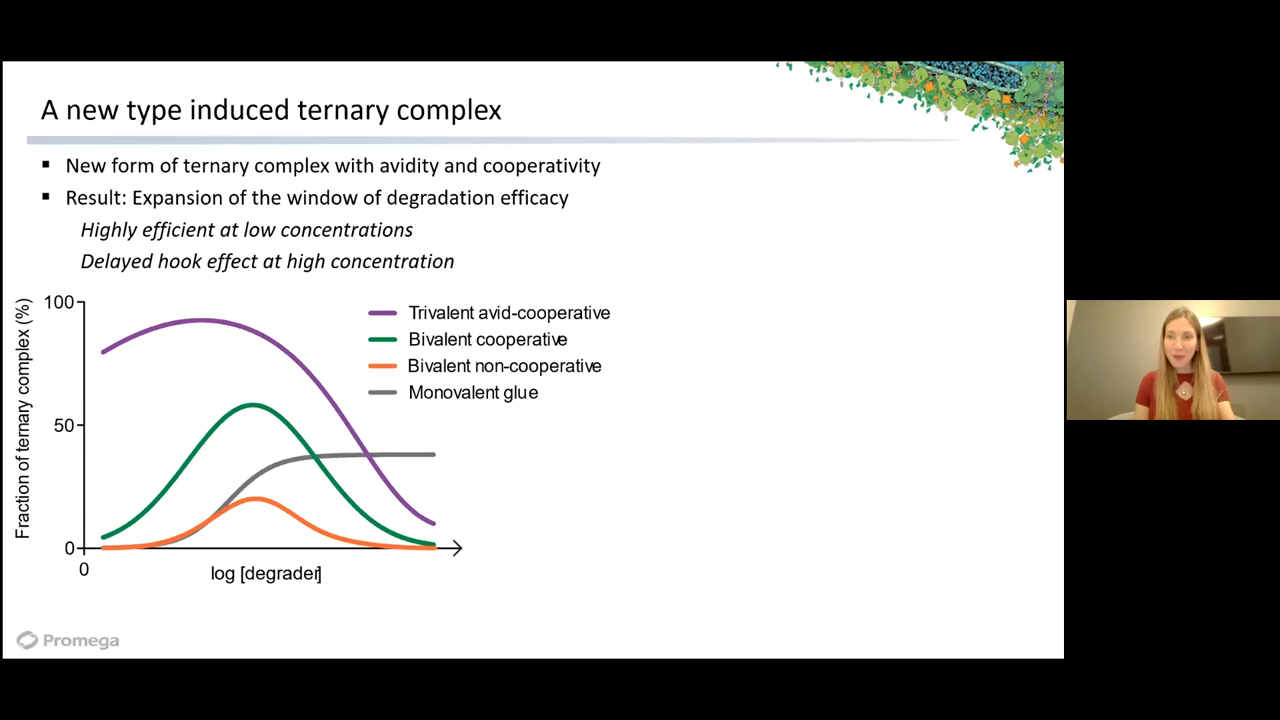 A new type induced ternary complex
▪ New form of ternary complex with avidity and cooperativity
▪ Result: Expansion of the window of degradation efficacy
Highly efficient at low concentrations
Delayed hook effect at high concentration
Fraction of ternary complex (%)
100
50
0
0
log [degrader]
Trivalent avid-cooperative
Bivalent cooperative
Bivalent non-cooperative
Monovalent glue
Promega